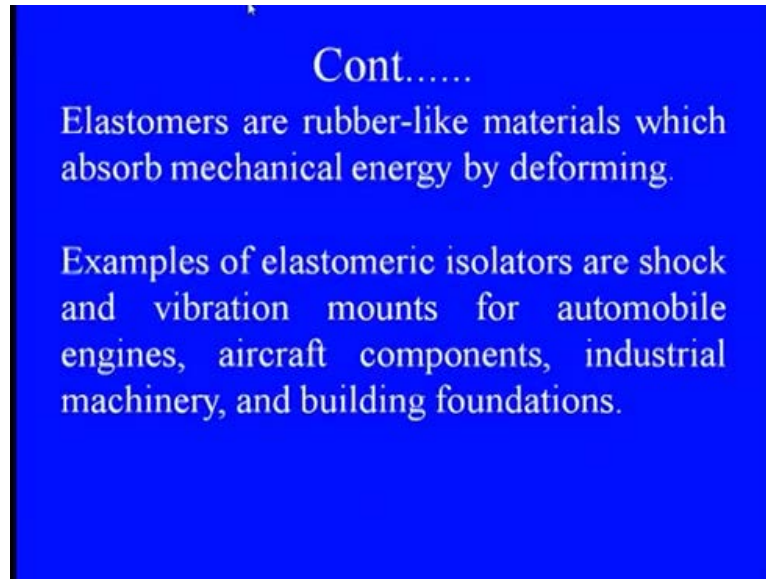 Cont......
Elastomers are rubber-like materials which
absorb mechanical energy by deforming.
Examples of elastomeric isolators are shock
and vibration mounts for automobile
engines, aircraft components, industrial
machinery, and building foundations.